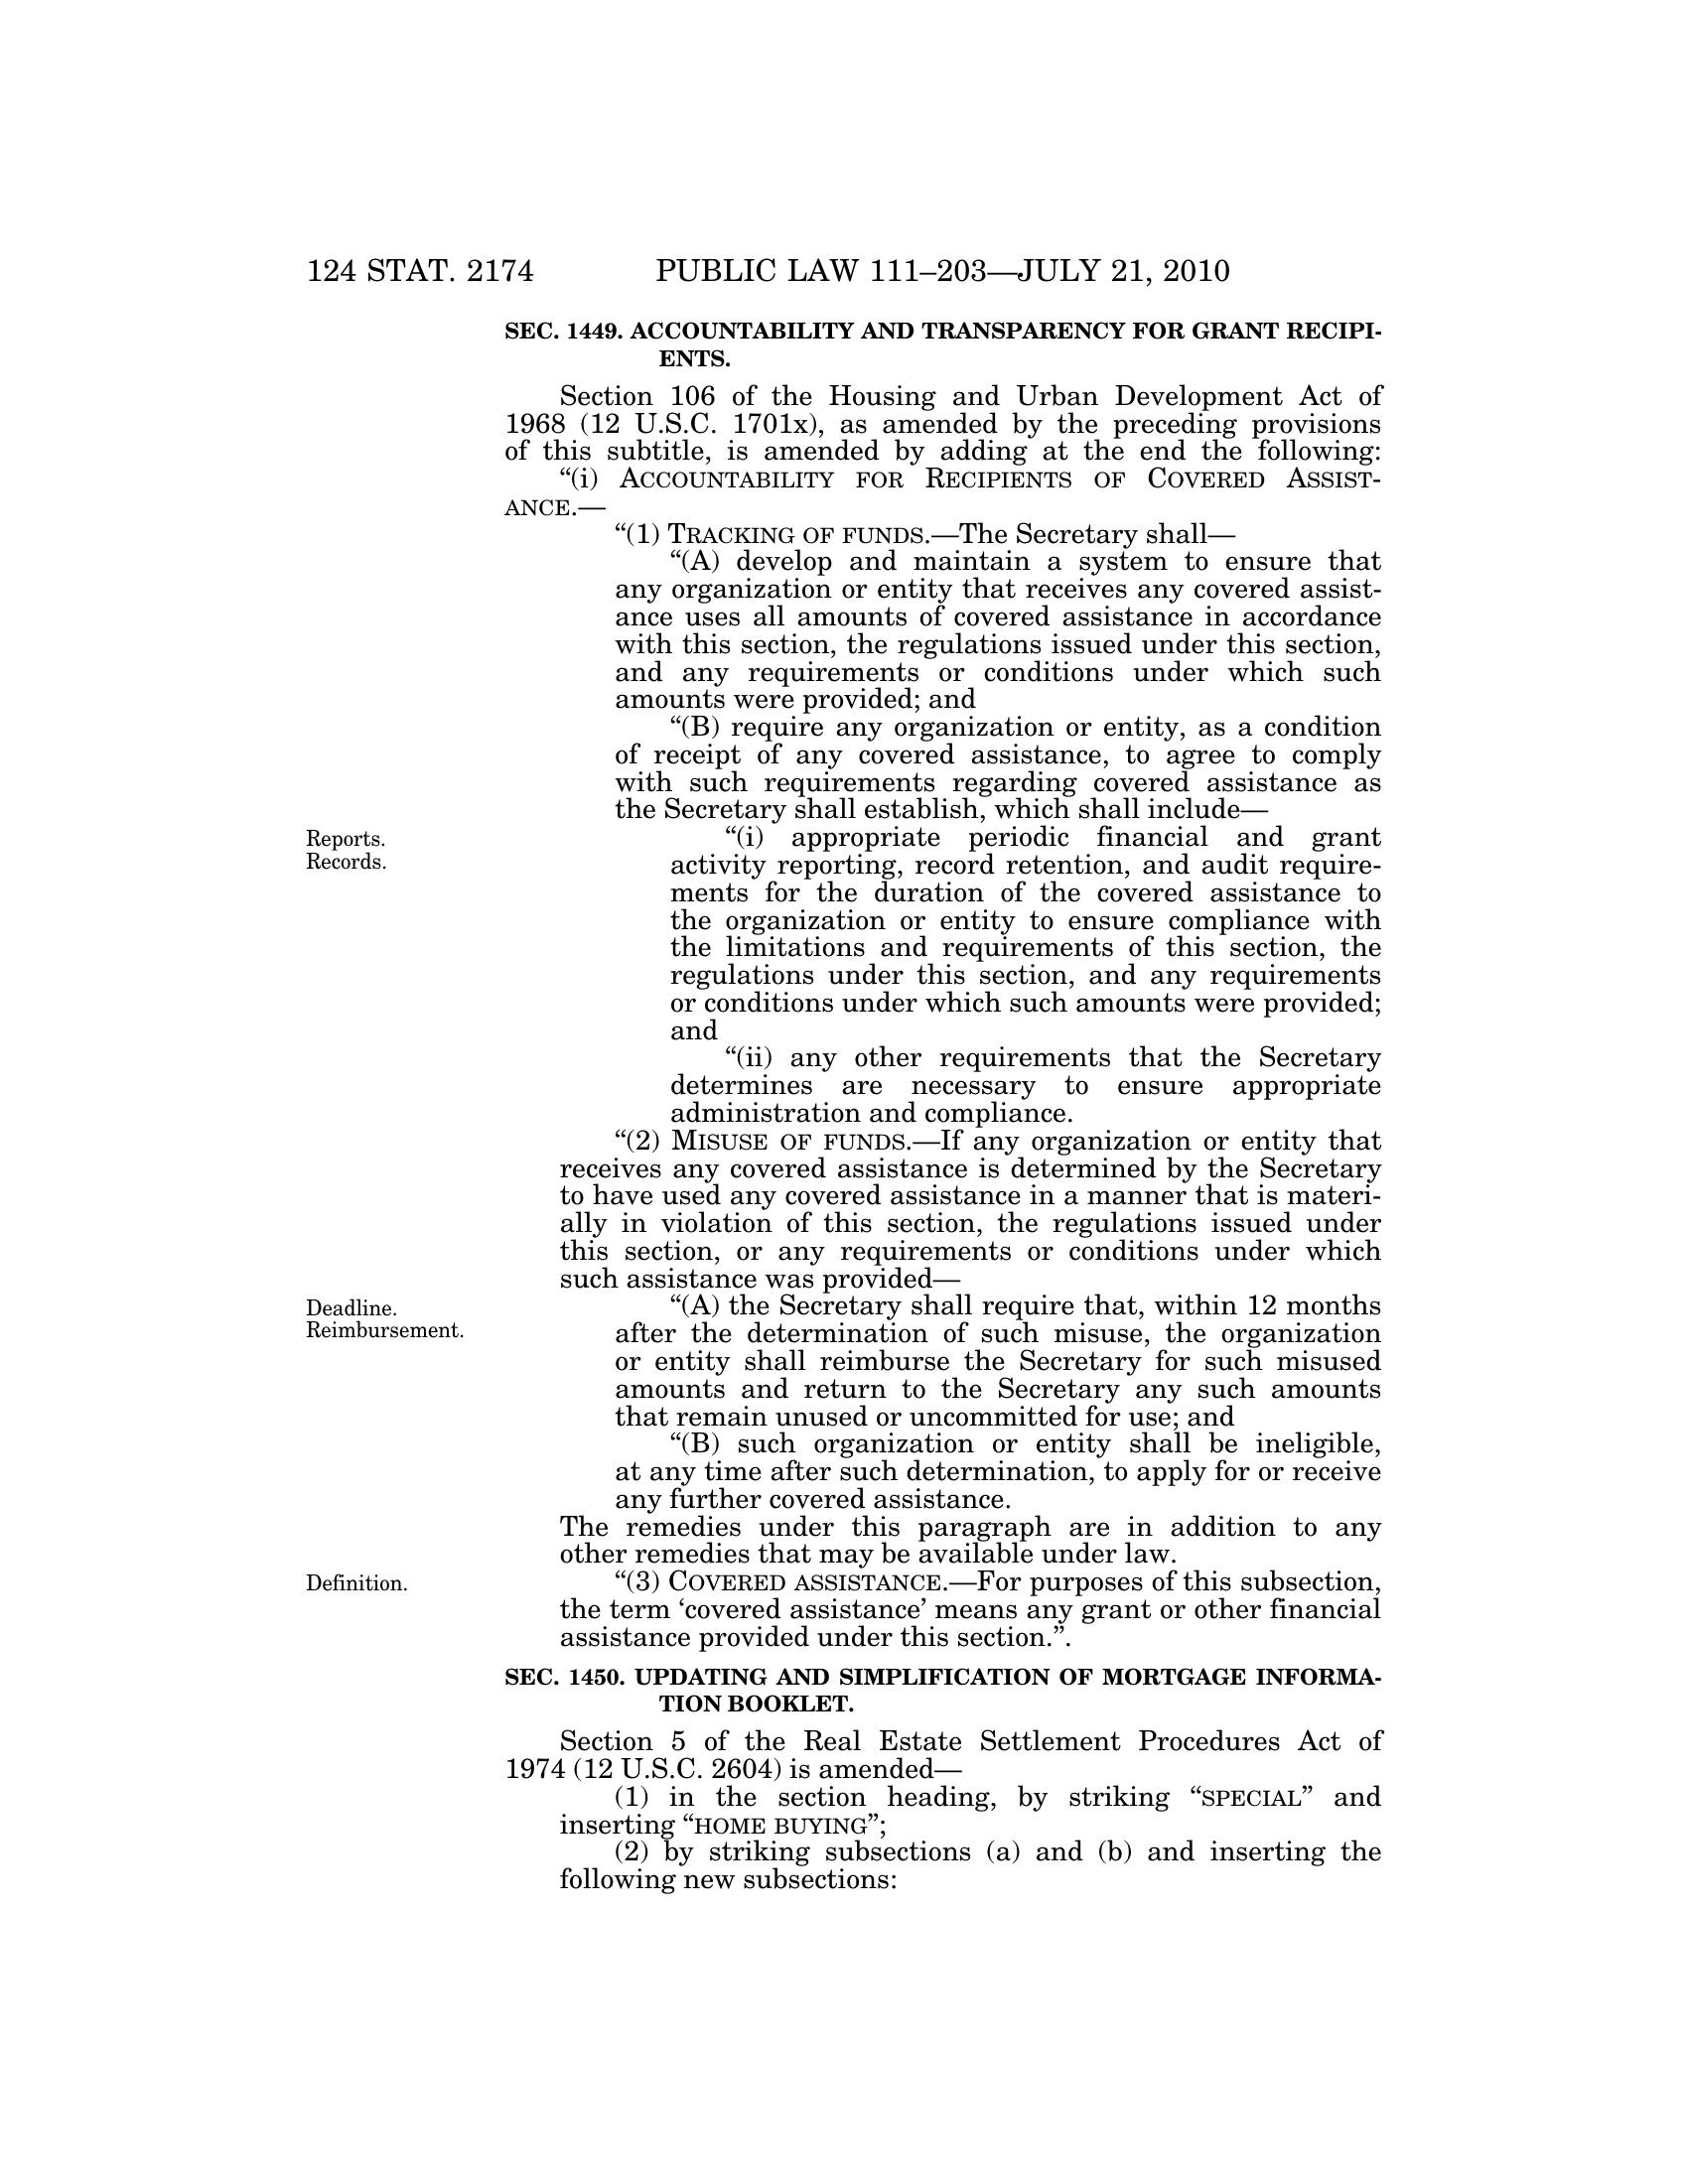 124 STAT. 2174 PUBLIC LAW 111–203—JULY 21, 2010
SEC. 1449. ACCOUNTABILITY AND TRANSPARENCY FOR GRANT RECIPI-
ENTS.
Section 106 of the Housing and Urban Development Act of
1968 (12 U.S.C. 1701x), as amended by the preceding provisions
of this subtitle, is amended by adding at the end the following:
“(i) ACCOUNTABILITY FOR RECIPIENTS OF COVERED ASSIST-
ANCE.—
“(1) TRACKING OF FUNDS.—The Secretary shall—
“(A) develop and maintain a system to ensure that
any organization or entity that receives any covered assist-
ance uses all amounts of covered assistance in accordance
with this section, the regulations issued under this section,
and any requirements or conditions under which such
amounts were provided; and
“(B) require any organization or entity, as a condition
of receipt of any covered assistance, to agree to comply
with such requirements regarding covered assistance as
the Secretary shall establish, which shall include—
Reports.
Records.
“(i) appropriate periodic financial and grant
activity reporting, record retention, and audit require-
ments for the duration of the covered assistance to
the organization or entity to ensure compliance with
the limitations and requirements of this section, the
regulations under this section, and any requirements
or conditions under which such amounts were provided;
and
“(ii) any other requirements that the Secretary
determines are necessary to ensure appropriate
administration and compliance.
“(2) MISUSE OF FUNDS.—If any organization or entity that
receives any covered assistance is determined by the Secretary
to have used any covered assistance in a manner that is materi-
ally in violation of this section, the regulations issued under
this section, or any requirements or conditions under which
such assistance was provided—
Deadline.
Reimbursement.
“(A) the Secretary shall require that, within 12 months
after the determination of such misuse, the organization
or entity shall reimburse the Secretary for such misused
amounts and return to the Secretary any such amounts
that remain unused or uncommitted for use; and
“(B) such organization or entity shall be ineligible,
at any time after such determination, to apply for or receive
any further covered assistance.
The remedies under this paragraph are in addition to any
other remedies that may be available under law.
Definition.
“(3) COVERED ASSISTANCE.—For purposes of this subsection,
the term ‘covered assistance’ means any grant or other financial
assistance provided under this section.”.
SEC. 1450. UPDATING AND SIMPLIFICATION OF MORTGAGE INFORMA-
TION BOOKLET.
Section 5 of the Real Estate Settlement Procedures Act of
1974 (12 U.S.C. 2604) is amended—
(1) in the section heading, by striking “SPECIAL” and
inserting “HOME BUYING”;
(2) by striking subsections (a) and (b) and inserting the
following new subsections: